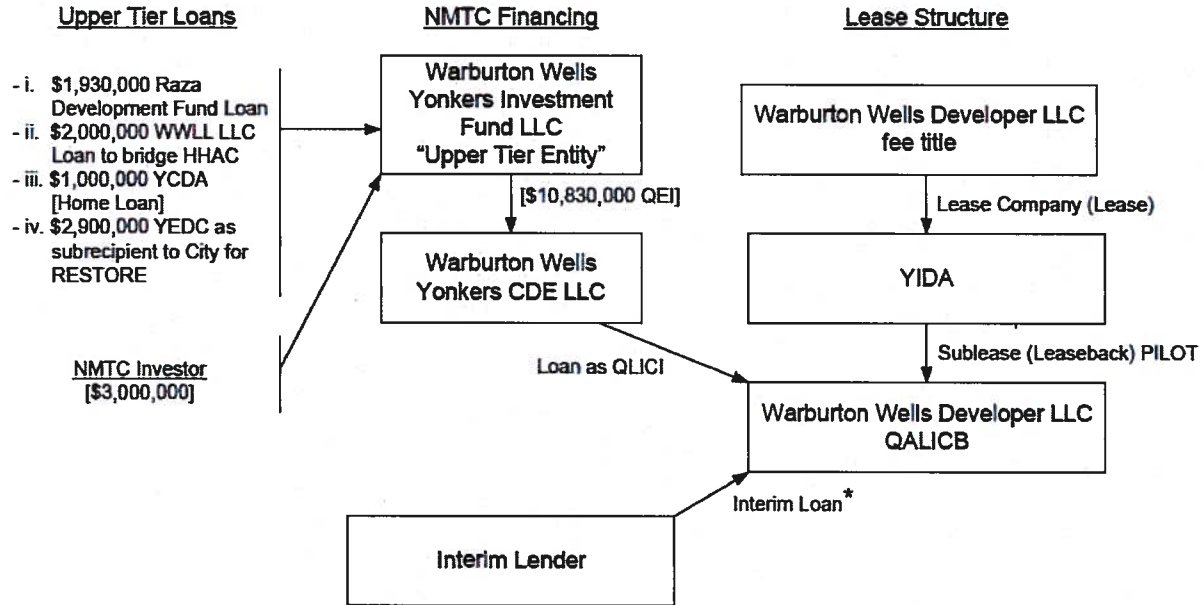 Upper Tier Loans
- i. $1,930,000 Raza
Development Fund Loan
- ii. $2,000,000 WWLL LLC
Loan to bridge HHAC
- iii. $1,000,000 YCDA
[Home Loan]
- iv. $2,900,000 YEDC as
subrecipient to City for
RESTORE
NMTC Investor
[$3,000,000]
NMTC Financing
Warburton Wells
Yonkers Investment
Fund LLC
"Upper Tier Entity"
[$10,830,000 QEI]
Warburton Wells
Yonkers CDE LLC
Loan as QLICI
Interim Lender
Interim Loan*
Lease Structure
Warburton Wells Developer LLC
fee title
Lease Company (Lease)
YIDA
Sublease (Leaseback) PILOT
Warburton Wells Developer LLC
QALICB